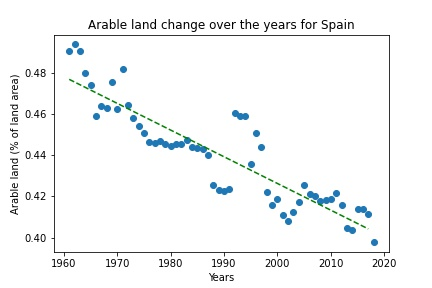 Arable land change over the years for Spain
Arable land (% of land area)
0.48
0.46
0.44
0.42
0.40
1960 1970 1980 1990 2000 2010 2020
Years